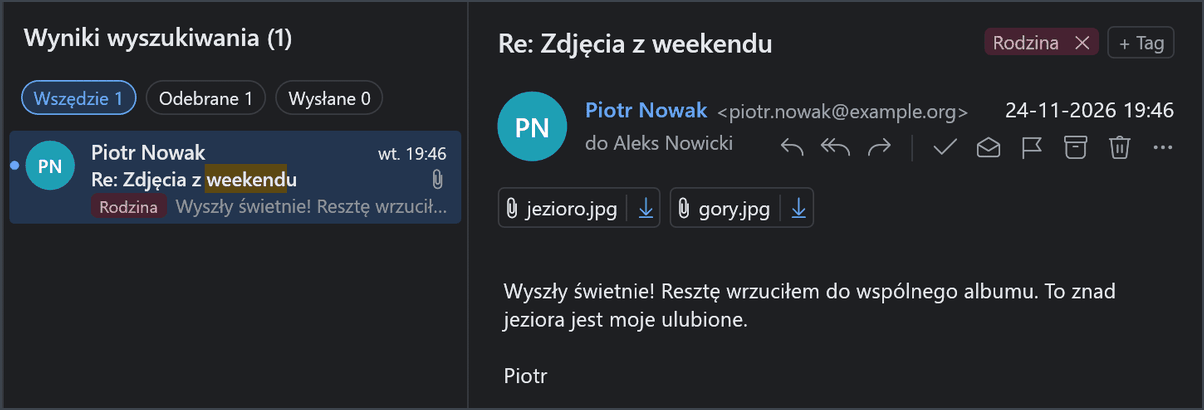 Wyniki wyszukiwania (1)
Wszędzie 1
Odebrane 1
Wysłane 0
PN
Piotr Nowak
wt. 19:46
Re: Zdjęcia z weekendu
Rodzina
Wyszły świetnie! Resztę wrzucił...
Re: Zdjęcia z weekendu
Rodzina
+ Tag
PN
Piotr Nowak <piotr.nowak@example.org>
24-11-2026 19:46
do Aleks Nowicki
jezioro.jpg
gory.jpg
Wyszły świetnie! Resztę wrzuciłem do wspólnego albumu. To znad
jeziora jest moje ulubione.
Piotr